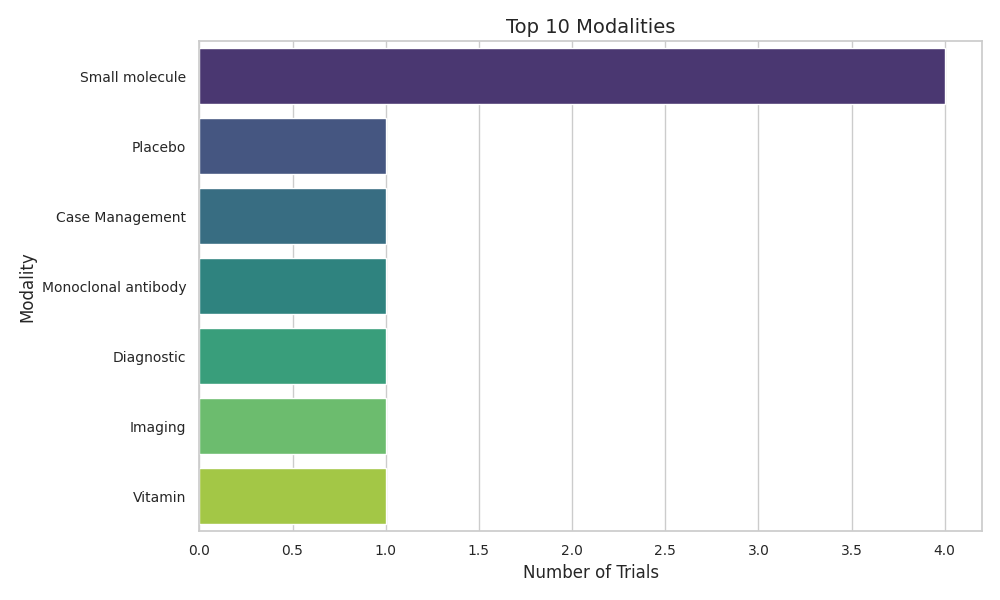 Top 10 Modalities
Modality
Small molecule
Placebo
Case Management
Monoclonal antibody
Diagnostic
Imaging
Vitamin
0.0 0.5 1.0 1.5 2.0 2.5 3.0 3.5 4.0
Number of Trials